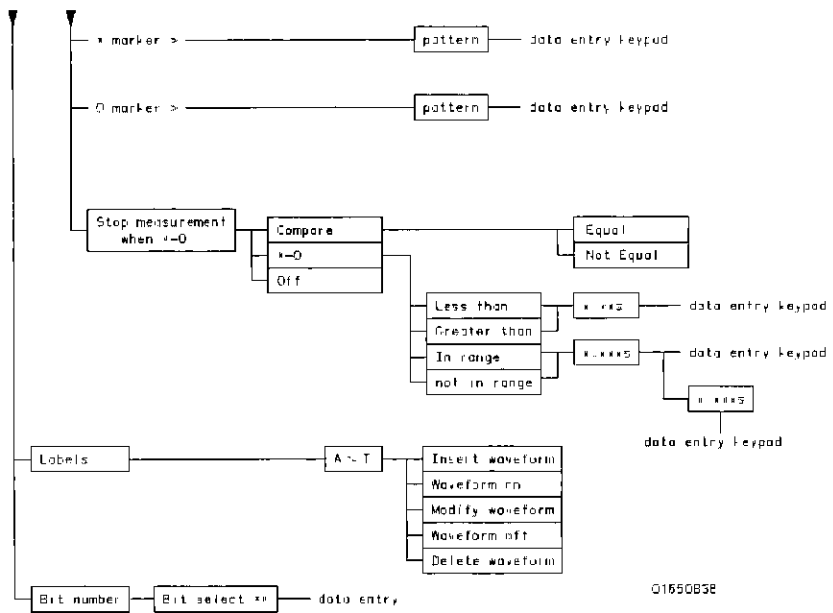 * marker > pattern data entry keypad
O marker > pattern data entry keypad
Stop measurement
when *-O
Compare
*-O
Off
Equal
Not Equal
Less than
Greater than
In range
not in range
data entry keypad
data entry keypad
data entry keypad
Labels
A - T
Insert waveform
Waveform on
Modify waveform
Waveform off
Delete waveform
Bit number Bit select ** data entry
01650B38